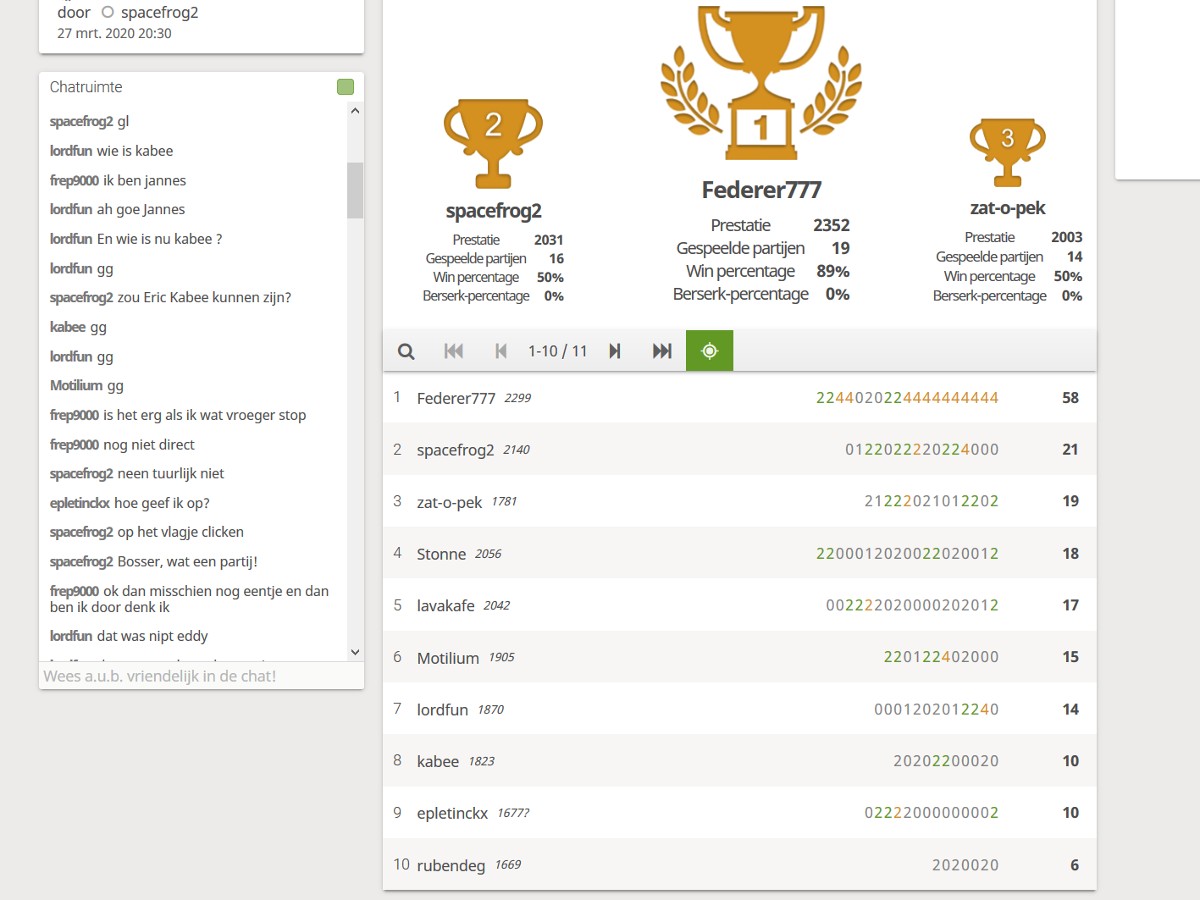 door spacefrog2
27 mrt. 2020 20:30
Chatruimte
spacefrog2 gl
lordfun wie is kabee
frep9000 ik ben jannes
lordfun ah goe Jannes
lordfun En wie is nu kabee ?
lordfun gg
spacefrog2 zou Eric Kabee kunnen zijn?
kabee gg
lordfun gg
Motilium gg
frep9000 is het erg als ik wat vroeger stop
frep9000 nog niet direct
spacefrog2 neen tuurlijk niet
epletinckx hoe geef ik op?
spacefrog2 op het vlagje clicken
spacefrog2 Bosser, wat een partij!
frep9000 ok dan misschien nog eentje en dan
ben ik door denk ik
lordfun dat was nipt eddy
Wees a.u.b. vriendelijk in de chat!
2
spacefrog2
Prestatie 2031
Gespeelde partijen 16
Win percentage 50%
Berserk-percentage 0%
1
Federer777
Prestatie 2352
Gespeelde partijen 19
Win percentage 89%
Berserk-percentage 0%
3
zat-o-pek
Prestatie 2003
Gespeelde partijen 14
Win percentage 50%
Berserk-percentage 0%
1-10 / 11
1 Federer777 2299 2244020224444444444 58
2 spacefrog2 2140 0122022220224000 21
3 zat-o-pek 1781 21222021012202 19
4 Stonne 2056 2200012020022020012 18
5 lavakafe 2042 002222020000202012 17
6 Motilium 1905 220122402000 15
7 lordfun 1870 0001202012240 14
8 kabee 1823 20202200020 10
9 epletinckx 1677? 02222000000002 10
10 rubendeg 1669 2020020 6